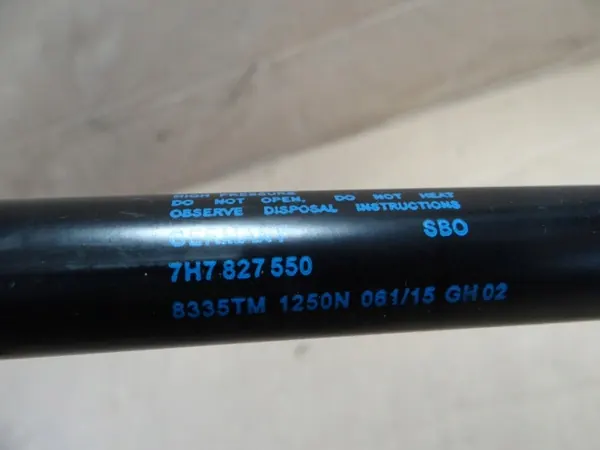 HIGH PRESSURE
DO NOT OPEN. DO NOT HEAT
OBSERVE DISPOSAL INSTRUCTIONS
GERMANY SBO
7H7 827 550
8335TM 1250N 061/15 GH02